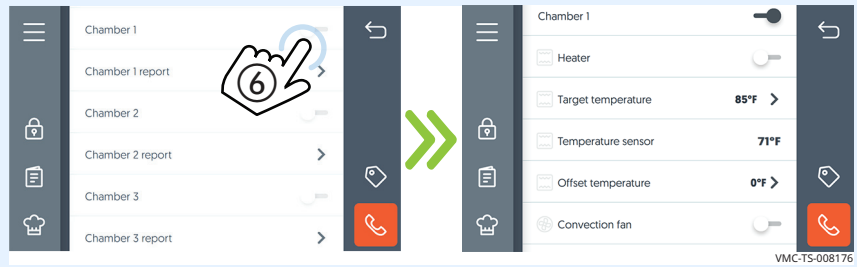 Chamber 1
Chamber 1 report
Chamber 2
Chamber 2 report
Chamber 3
Chamber 3 report
6
Chamber 1
Heater
Target temperature 85°F
Temperature sensor 71°F
Offset temperature 0°F
Convection fan
VMC-TS-008176